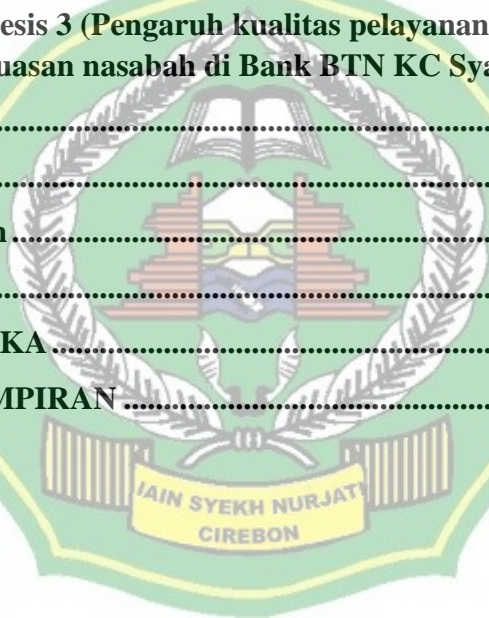 esis 3 (Pengaruh kualitas pelayanan
uasan nasabah di Bank BTN KC Sya
................................................
................................................
n................................................
................................................
KA................................................
MPIRAN................................................
IAIN SYEKH NURJATI
CIREBON